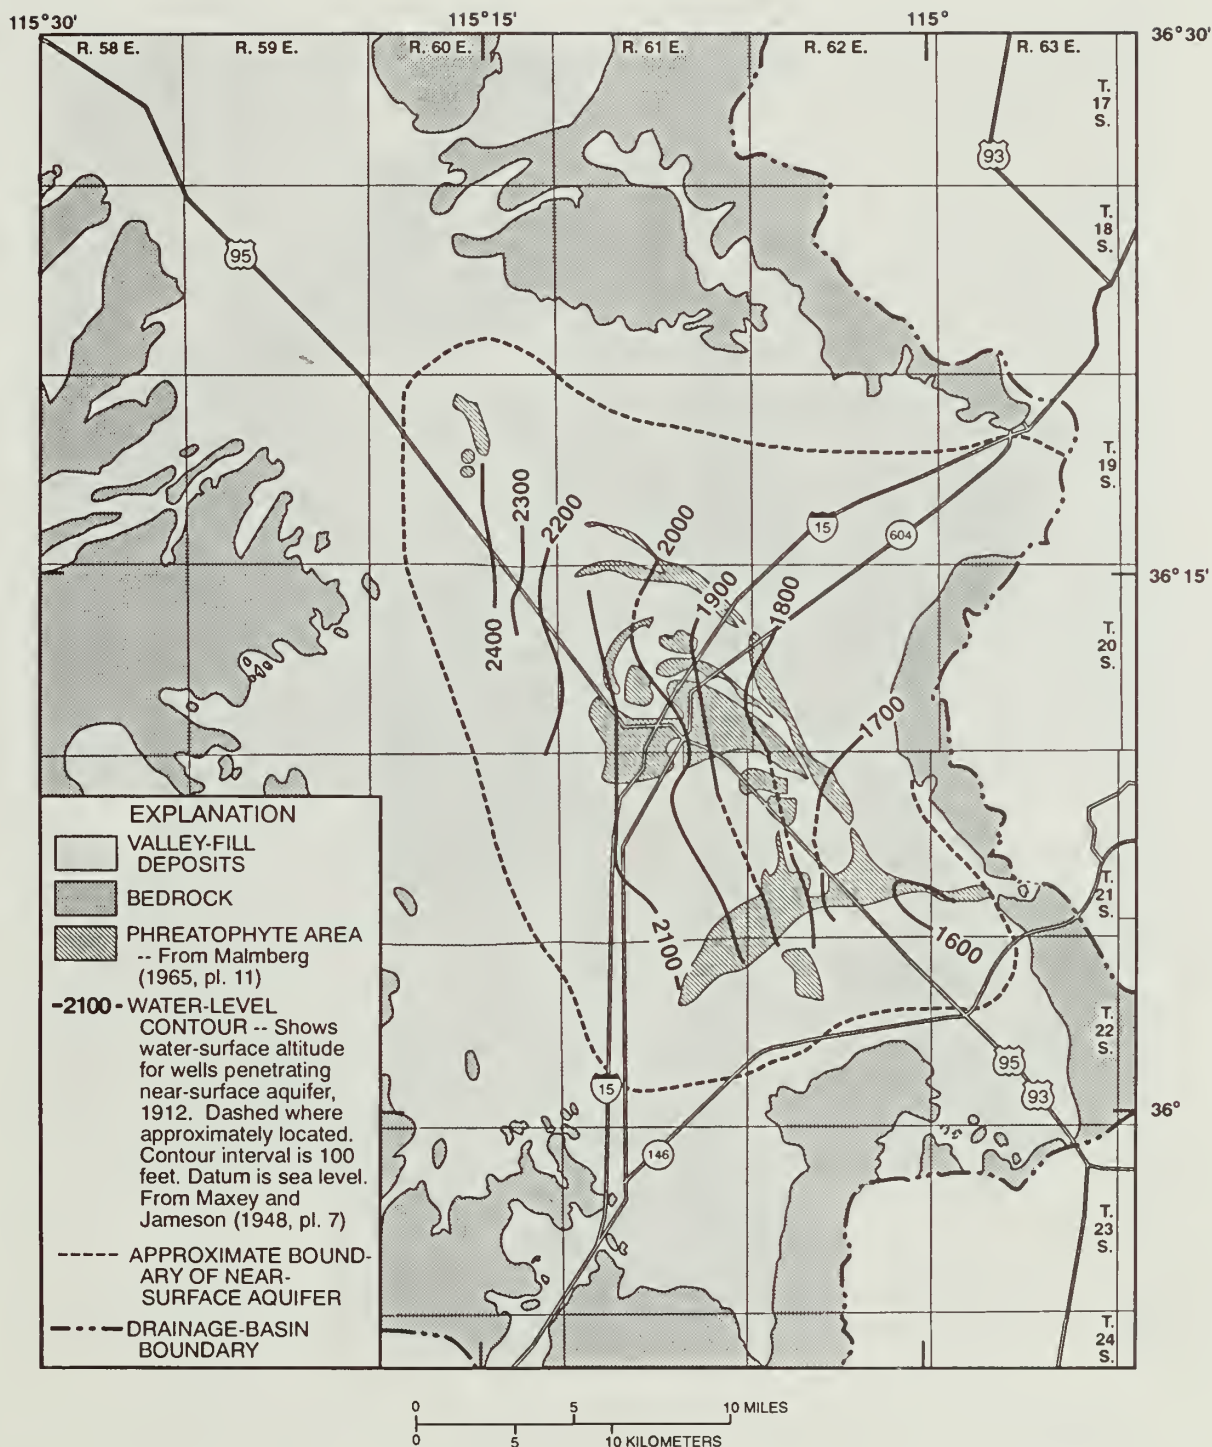 115°30'
115°15'
115°
R. 58 E.
R. 59 E.
R. 60 E.
R. 61 E.
R. 62 E.
R. 63 E.
36°30'
T.
17
S.
93
T.
18
S.
95
T.
19
S.
2300
2200
2000
15
604
36°15'
1900
1800
2400
T.
20
S.
1700
T.
21
S.
2100
1600
T.
22
S.
15
95
93
36°
146
T.
23
S.
T.
24
S.
EXPLANATION
VALLEY-FILL
DEPOSITS
BEDROCK
PHREATOPHYTE AREA
-- From Malmberg
(1965, pl. 11)
-2100- WATER-LEVEL
CONTOUR -- Shows
water-surface altitude
for wells penetrating
near-surface aquifer,
1912. Dashed where
approximately located.
Contour interval is 100
feet. Datum is sea level.
From Maxey and
Jameson (1948, pl. 7)
APPROXIMATE BOUND-
ARY OF NEAR-
SURFACE AQUIFER
DRAINAGE-BASIN
BOUNDARY
0 5 10 MILES
0 5 10 KILOMETERS